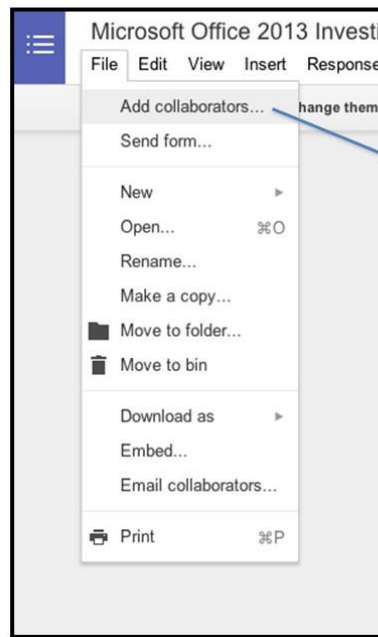 Microsoft Office 2013 Investi
File Edit View Insert Response
Add collaborators... hange them
Send form...
New
Open... ⌘O
Rename...
Make a copy...
Move to folder...
Move to bin
Download as
Embed...
Email collaborators...
Print ⌘P